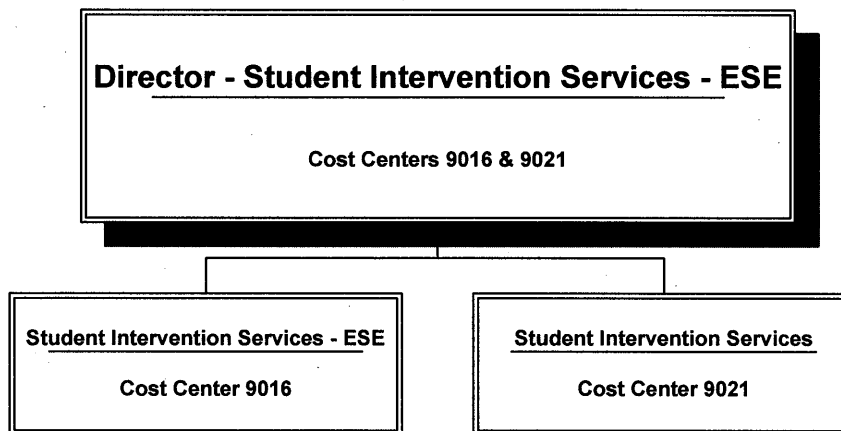 Director - Student Intervention Services - ESE
Cost Centers 9016 & 9021
Student Intervention Services - ESE
Cost Center 9016
Student Intervention Services
Cost Center 9021